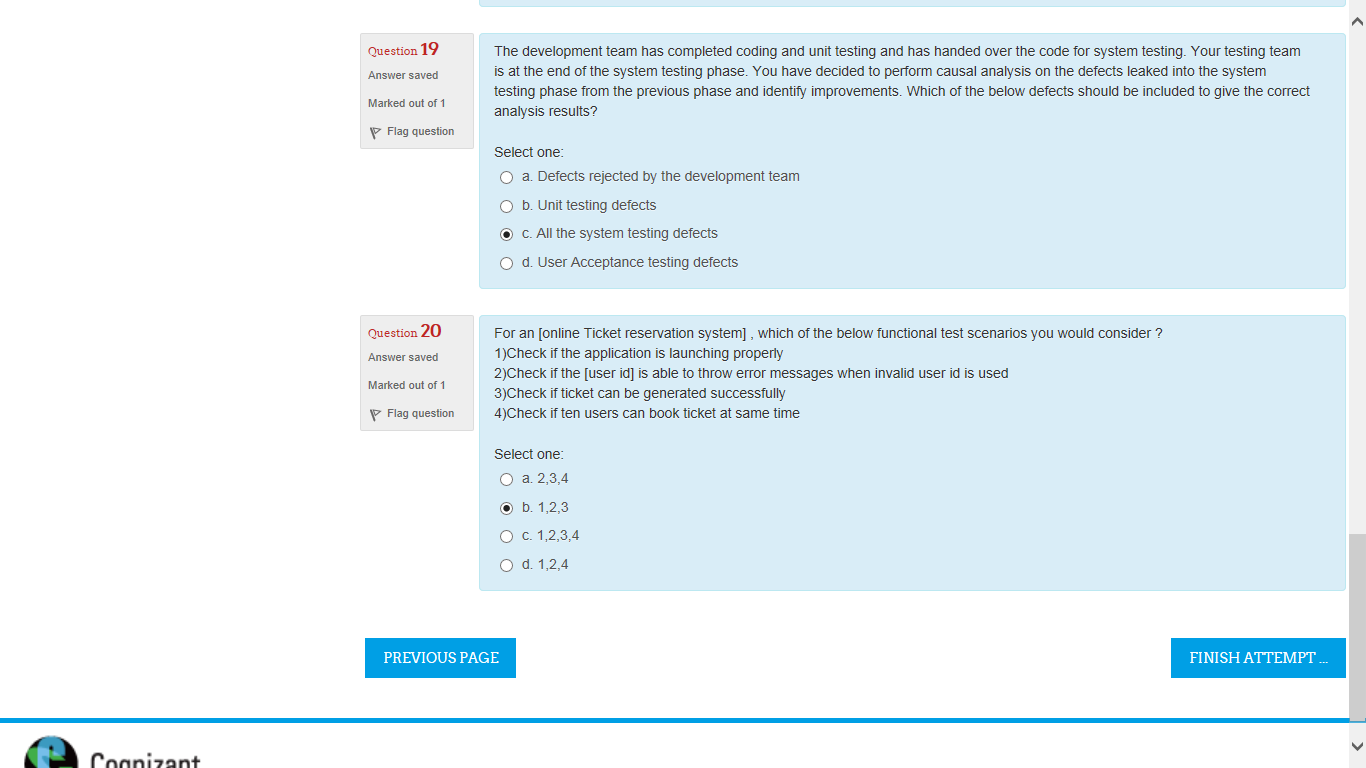 Question 19
Answer saved
Marked out of 1
Flag question
The development team has completed coding and unit testing and has handed over the code for system testing. Your testing team
is at the end of the system testing phase. You have decided to perform causal analysis on the defects leaked into the system
testing phase from the previous phase and identify improvements. Which of the below defects should be included to give the correct
analysis results?
Select one:
a. Defects rejected by the development team
b. Unit testing defects
c. All the system testing defects
d. User Acceptance testing defects
Question 20
Answer saved
Marked out of 1
Flag question
For an [online Ticket reservation system] , which of the below functional test scenarios you would consider ?
1)Check if the application is launching properly
2)Check if the [user id] is able to throw error messages when invalid user id is used
3)Check if ticket can be generated successfully
4)Check if ten users can book ticket at same time
Select one:
a. 2,3,4
b. 1,2,3
c. 1,2,3,4
d. 1,2,4
PREVIOUS PAGE
FINISH ATTEMPT ...
Cognizant